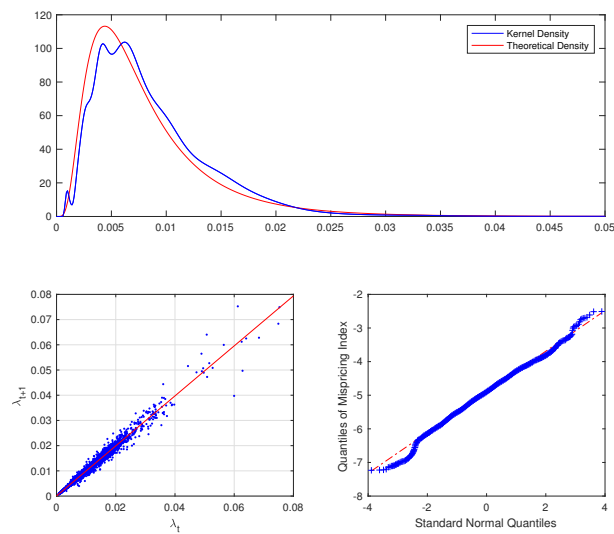 120
100
80
60
40
20
0
Kernel Density
Theoretical Density
0 0.005 0.01 0.015 0.02 0.025 0.03 0.035 0.04 0.045 0.05
0.08
0.07
0.06
0.05
0.04
0.03
0.02
0.01
0
λt+1
0 0.02 0.04 0.06 0.08
λt
-2
-3
-4
-5
-6
-7
-8
Quantiles of Mispricing Index
-4 -2 0 2 4
Standard Normal Quantiles